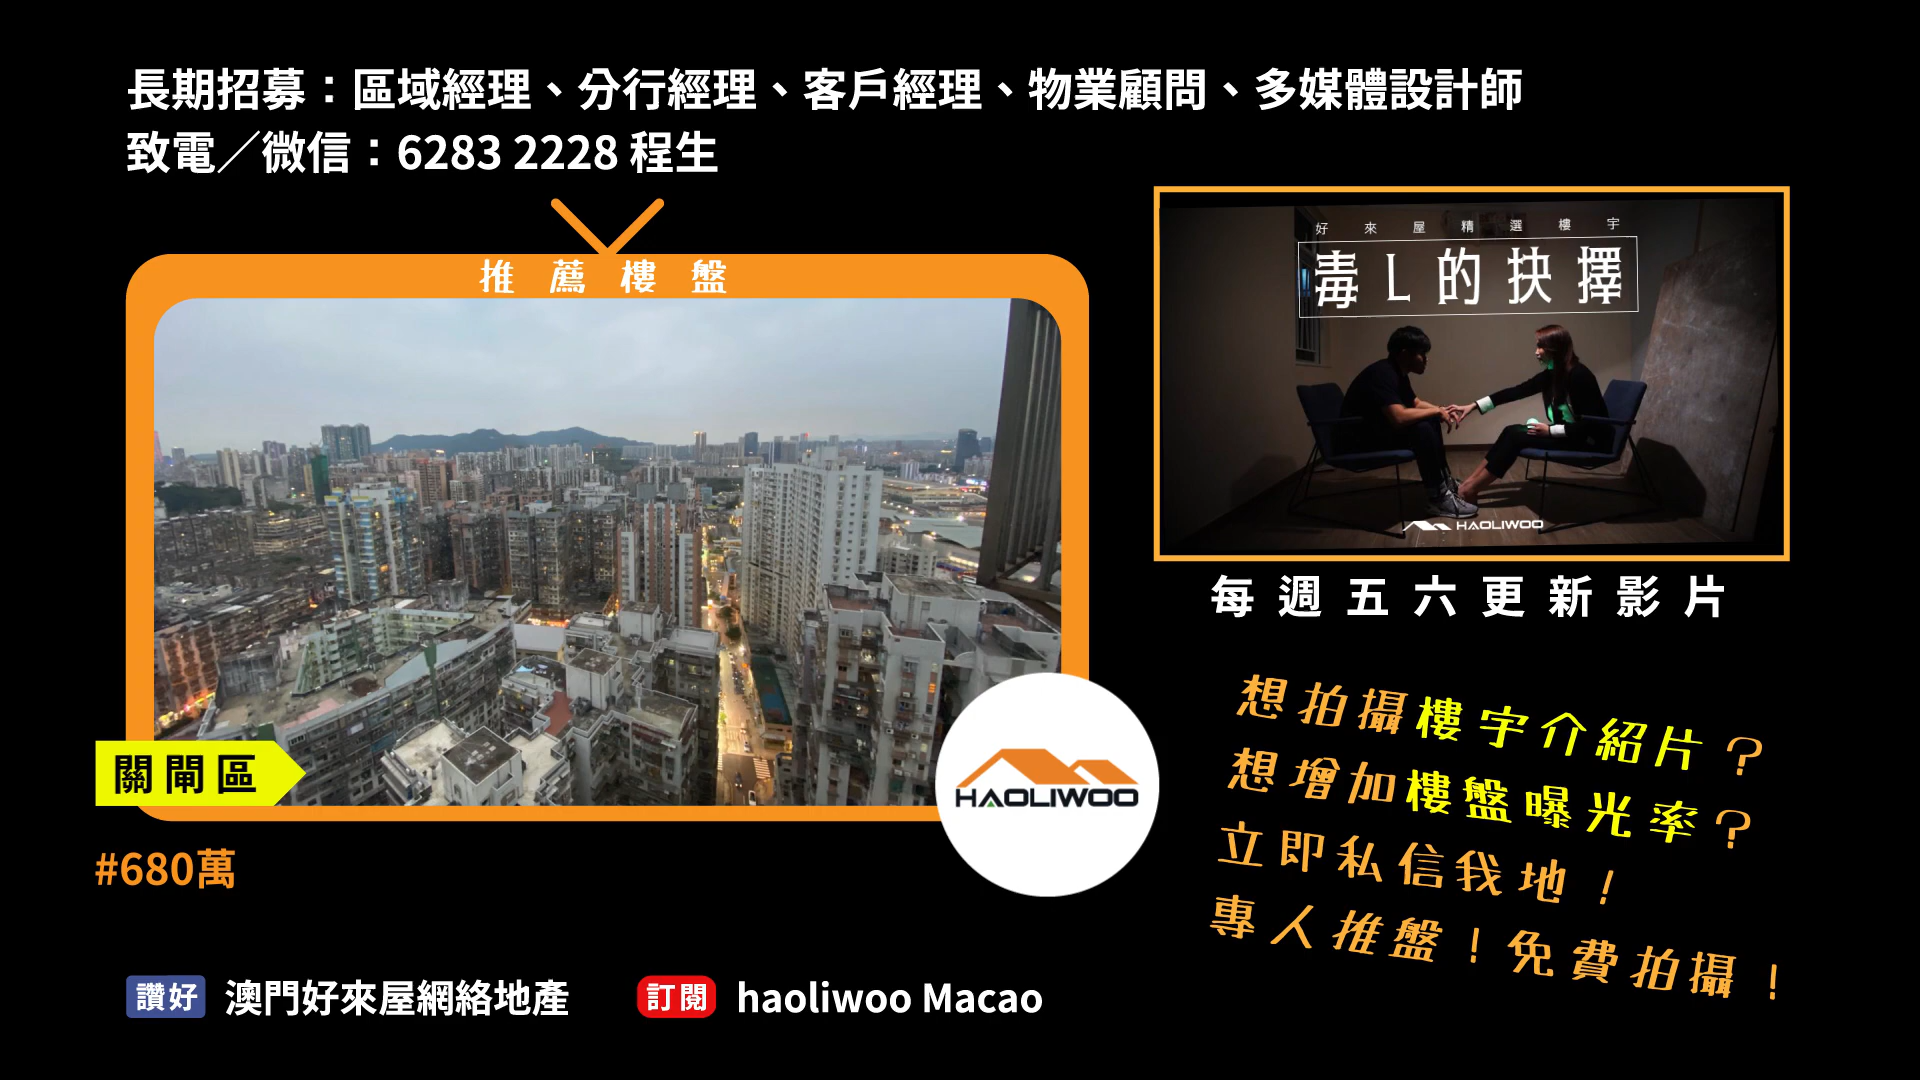 長期招募：區域經理、分行經理、客戶經理、物業顧問、多媒體設計師
致電／微信：6283 2228 程生
推薦樓盤
關閘區
HAOLIWOO
#680萬
讚好 澳門好來屋網絡地產
訂閱 haoliwoo Macao
好來屋精選樓宇
毒L的抉擇
HAOLIWOO
每週五六更新影片
想拍攝樓宇介紹片？
想增加樓盤曝光率？
立即私信我地！
專人推盤！免費拍攝！